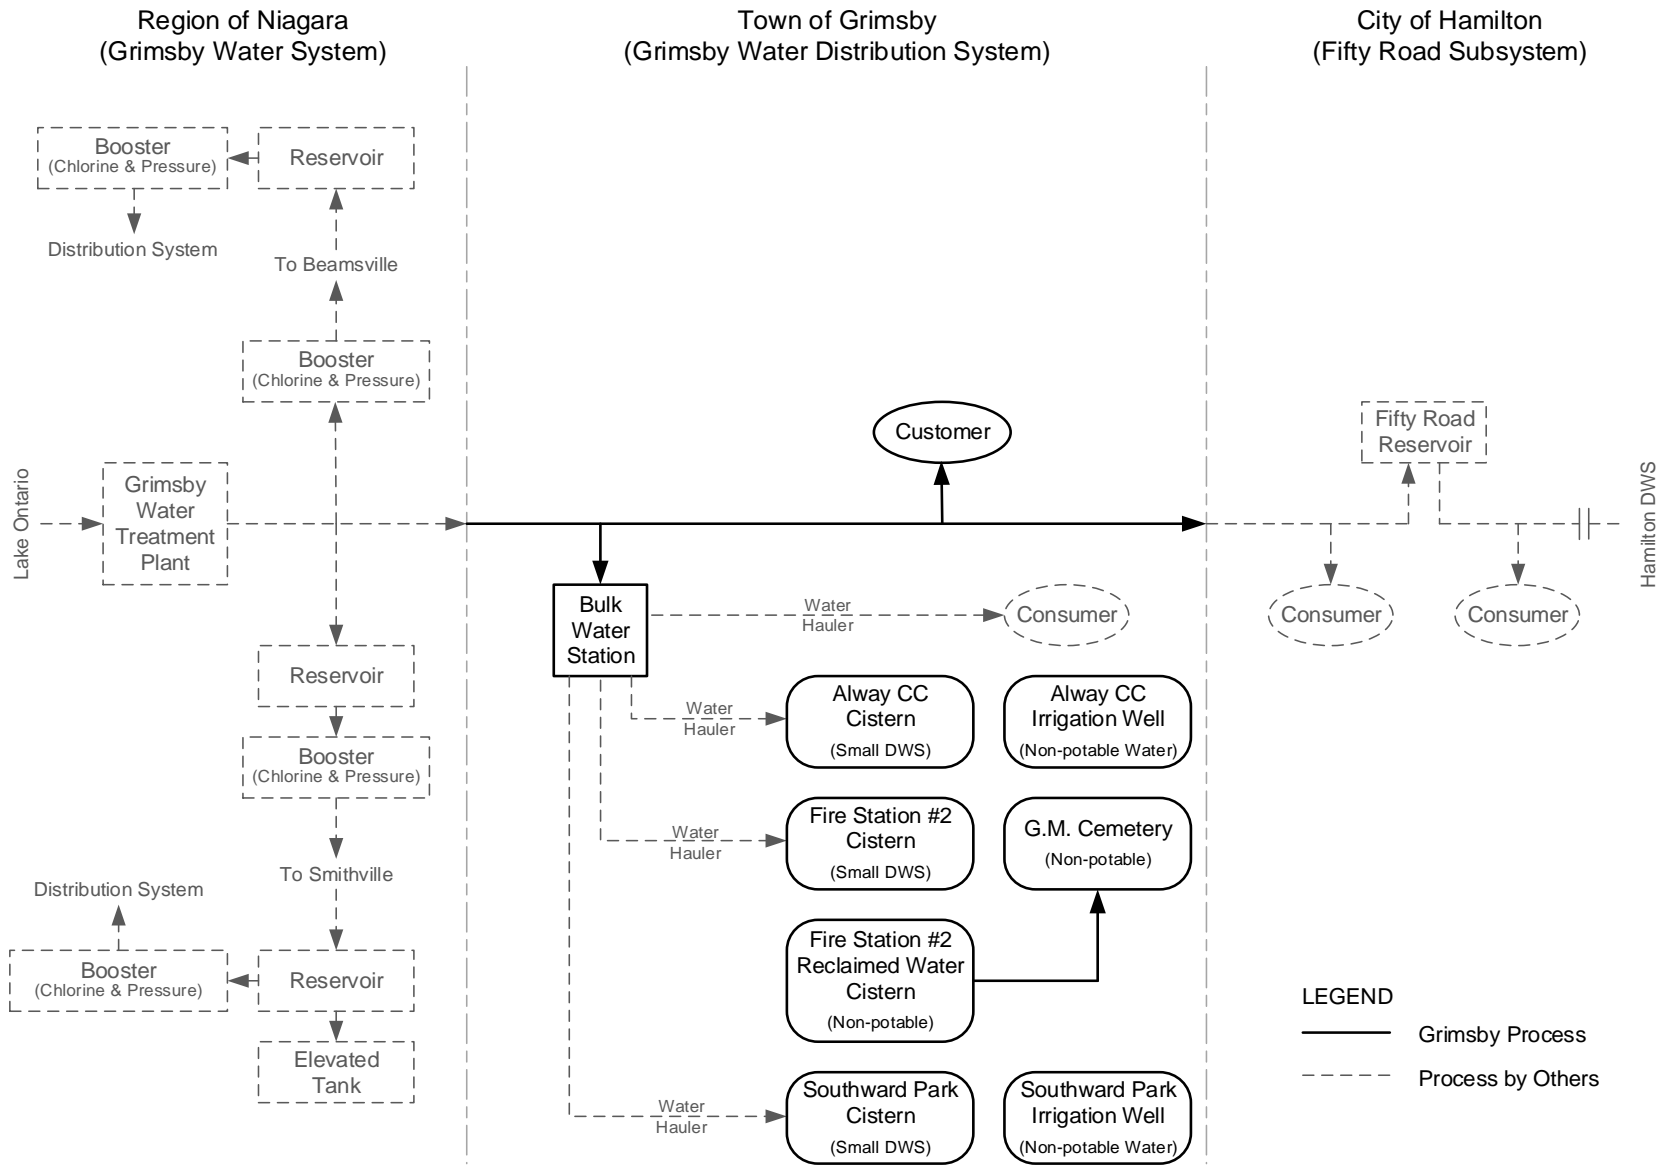 Region of Niagara
(Grimsby Water System)
Town of Grimsby
(Grimsby Water Distribution System)
City of Hamilton
(Fifty Road Subsystem)
Booster
(Chlorine & Pressure)
Reservoir
Distribution System
To Beamsville
Booster
(Chlorine & Pressure)
Lake Ontario
Grimsby
Water
Treatment
Plant
Reservoir
Booster
(Chlorine & Pressure)
To Smithville
Distribution System
Booster
(Chlorine & Pressure)
Reservoir
Elevated
Tank
Customer
Bulk
Water
Station
Water
Hauler
Consumer
Water
Hauler
Alway CC
Cistern
(Small DWS)
Alway CC
Irrigation Well
(Non-potable Water)
Water
Hauler
Fire Station #2
Cistern
(Small DWS)
G.M. Cemetery
(Non-potable)
Fire Station #2
Reclaimed Water
Cistern
(Non-potable)
Water
Hauler
Southward Park
Cistern
(Small DWS)
Southward Park
Irrigation Well
(Non-potable Water)
Fifty Road
Reservoir
Consumer
Consumer
Hamilton DWS
LEGEND
Grimsby Process
Process by Others